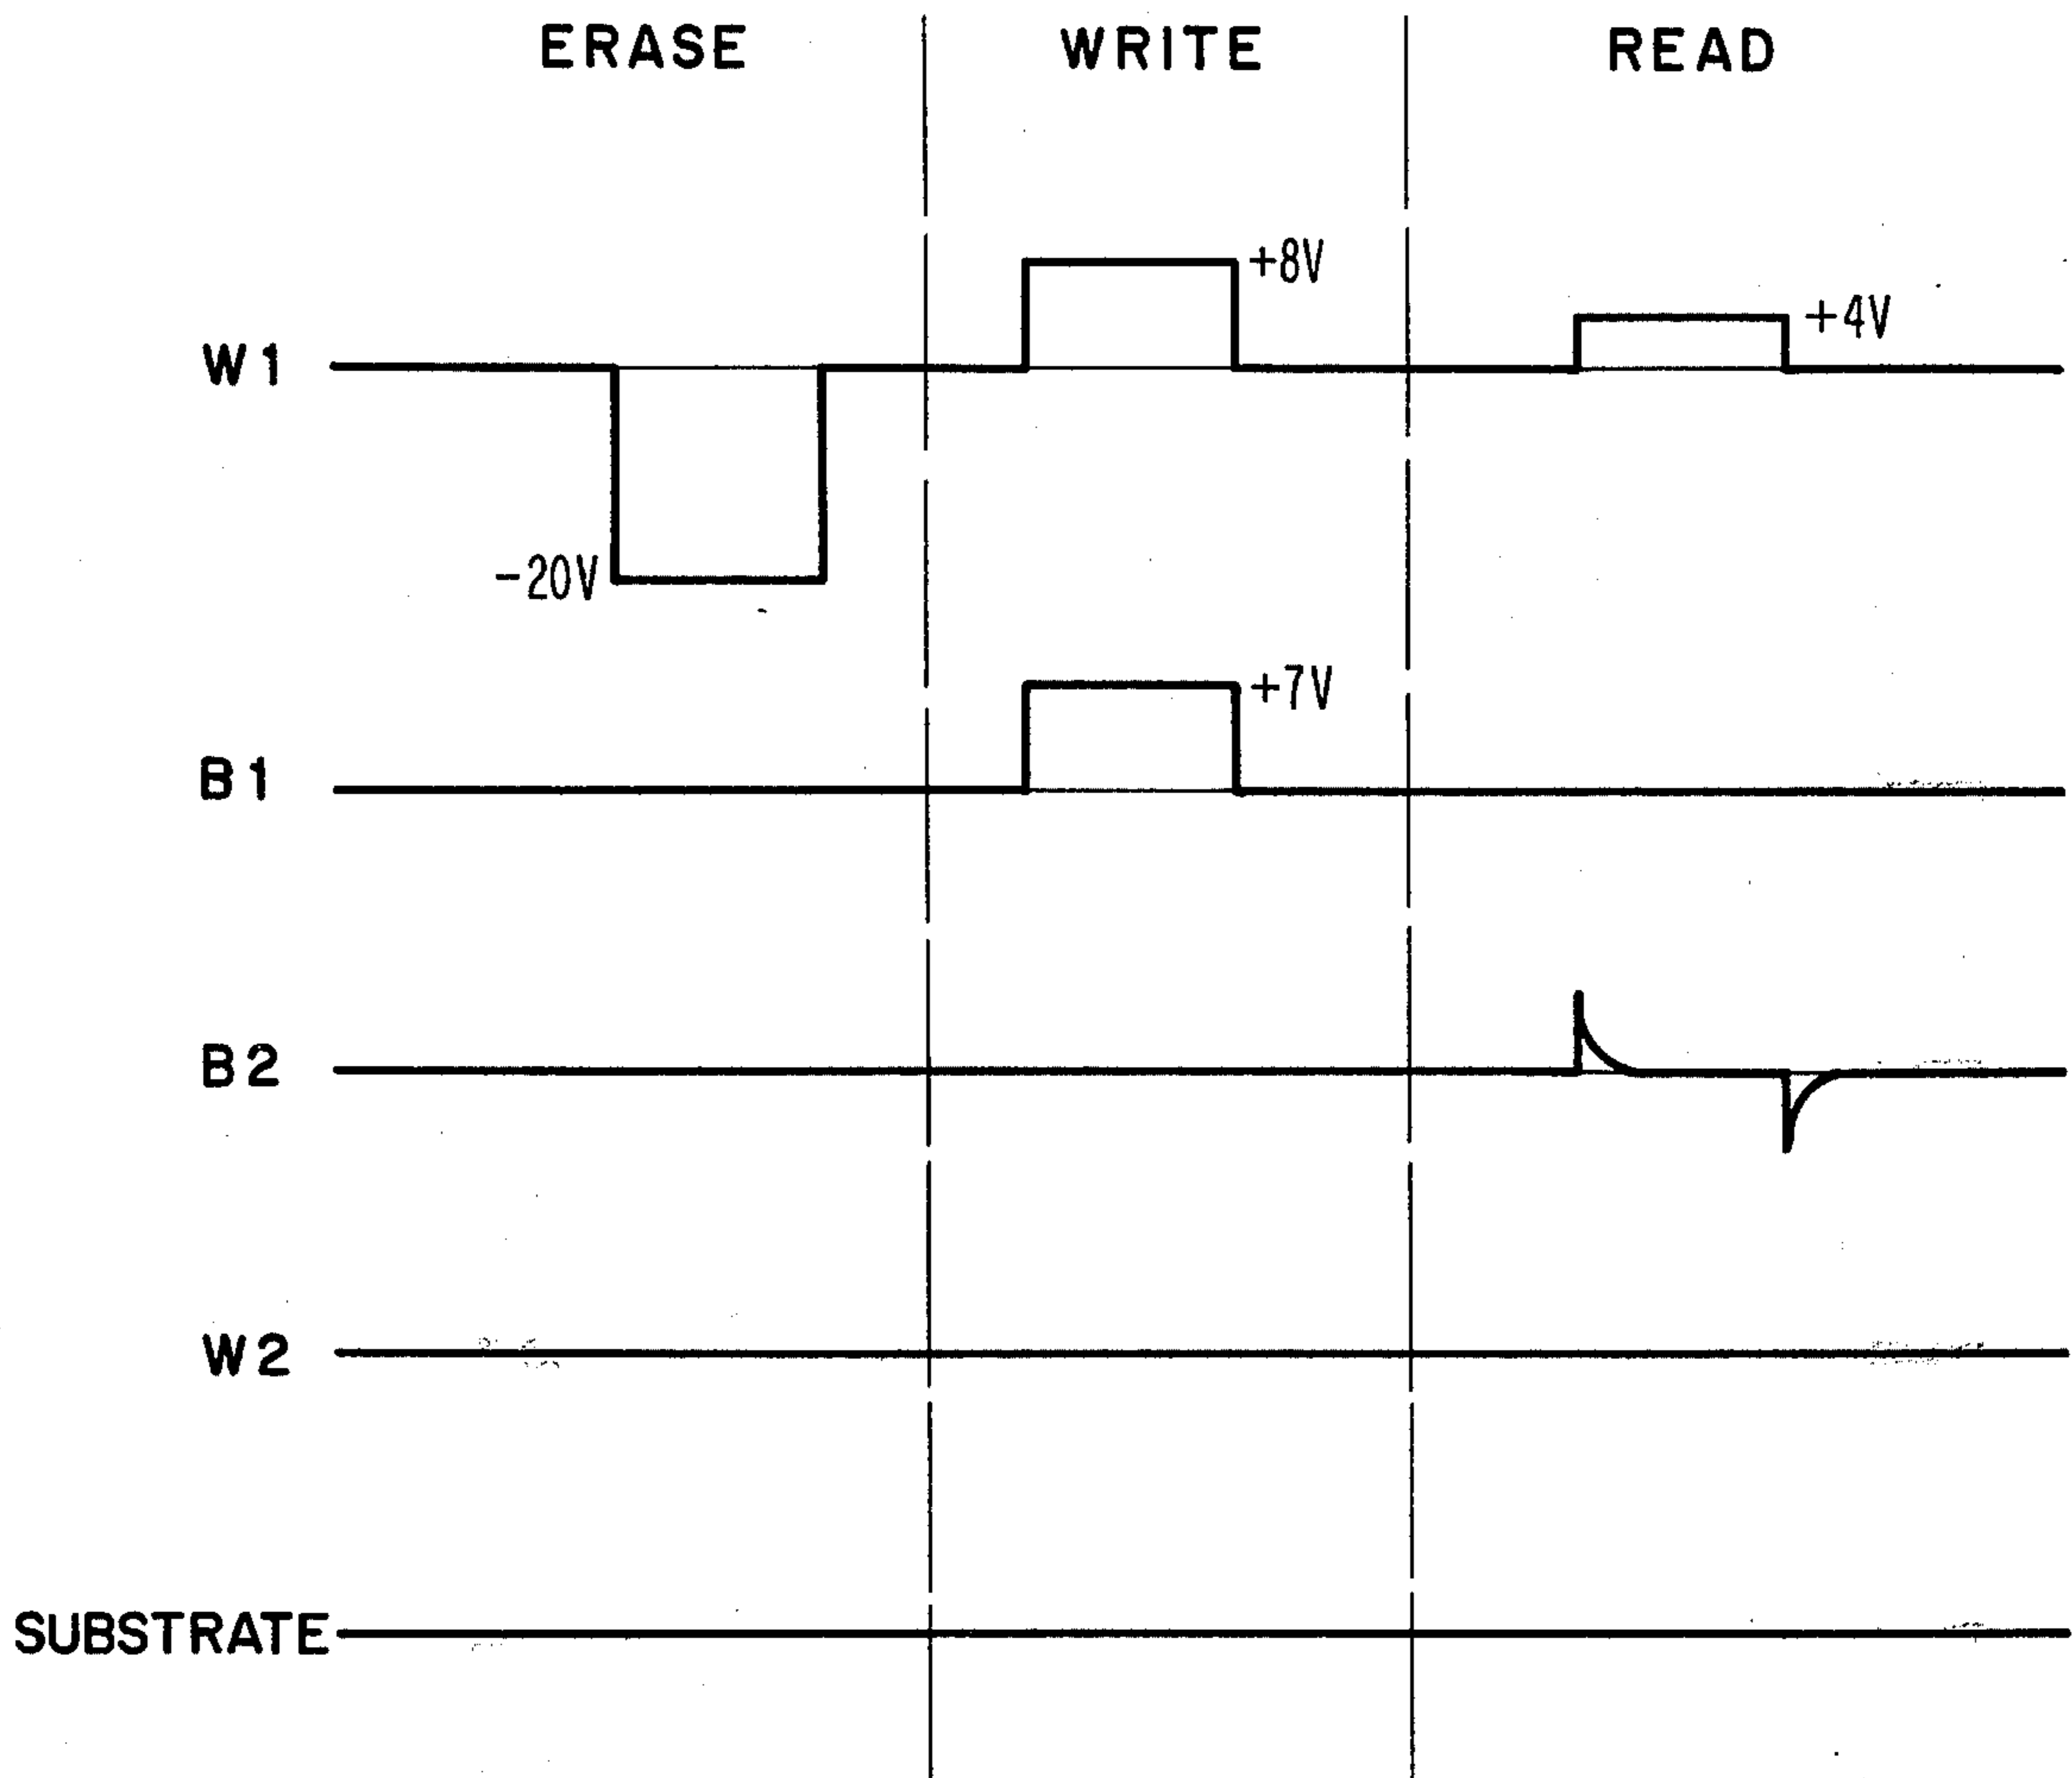 ERASE WRITE READ
+8V
+4V
W1
-20V
+7V
B1
B2
W2
SUBSTRATE